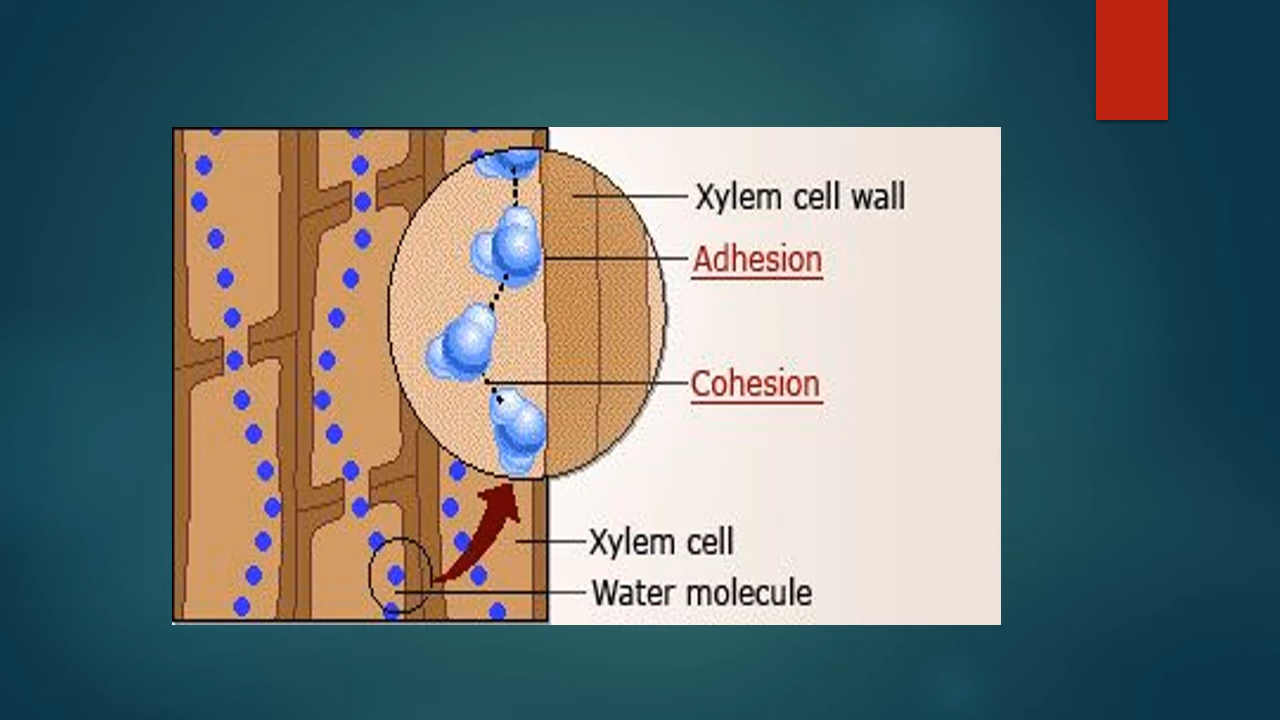 Xylem cell wall
Adhesion
Cohesion
Xylem cell
Water molecule